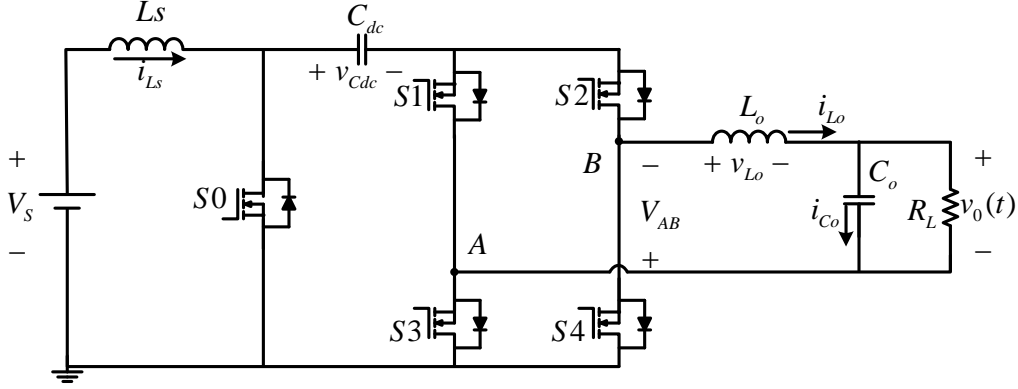 Ls
C_dc
i_Ls
+ v_Cdc −
S1
S2
L_o
i_Lo
+
V_S
−
S0
B
−
+ v_Lo −
C_o
+
V_AB
i_Co
R_L
v_0(t)
A
+
−
S3
S4